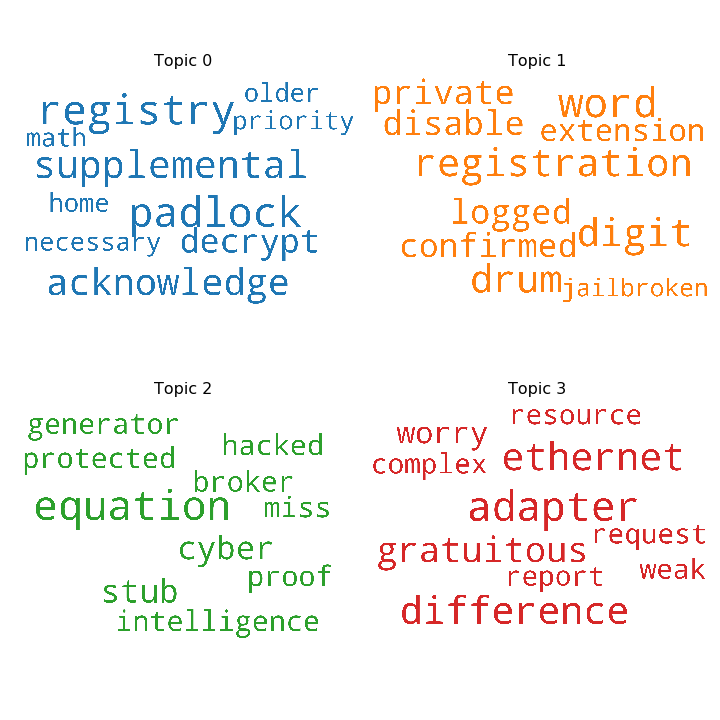 Topic 0
older
registry
priority
math
supplemental
home
padlock
necessary
decrypt
acknowledge
Topic 1
private
word
disable
extension
registration
logged
digit
confirmed
drum
jailbroken
Topic 2
generator
hacked
protected
broker
equation
miss
cyber
proof
stub
intelligence
Topic 3
resource
worry
ethernet
complex
adapter
request
gratuitous
weak
report
difference